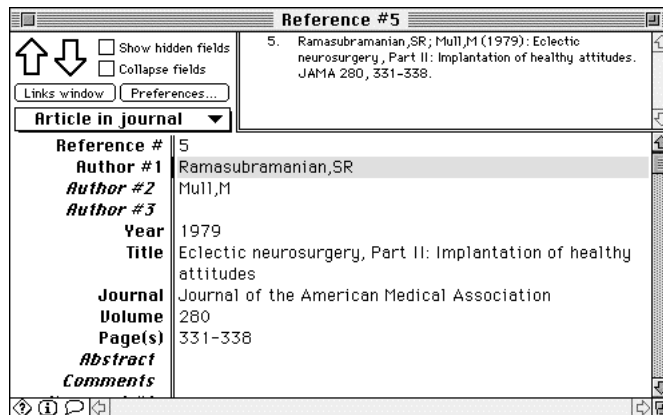 Reference #5
Show hidden fields
Collapse fields
Links window
Preferences...
Article in journal
5. Ramasubramanian,SR; Mull,M (1979): Eclectic
neurosurgery, Part II: Implantation of healthy attitudes.
JAMA 280, 331-338.
Reference # 5
Author #1 Ramasubramanian,SR
Author #2 Mull,M
Author #3
Year 1979
Title Eclectic neurosurgery, Part II: Implantation of healthy
attitudes
Journal Journal of the American Medical Association
Volume 280
Page(s) 331-338
Abstract
Comments